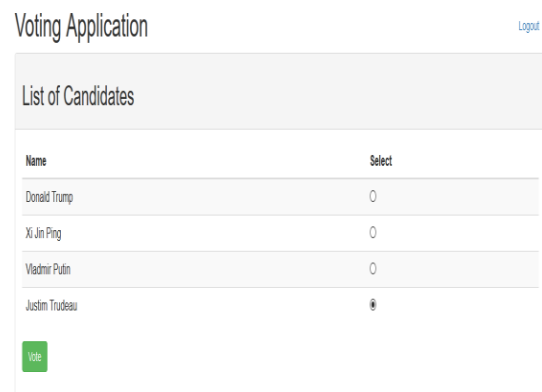 Voting Application
Logout
List of Candidates
Name Select
Donald Trump
Xi Jin Ping
Vladmir Putin
Justim Trudeau
Vote